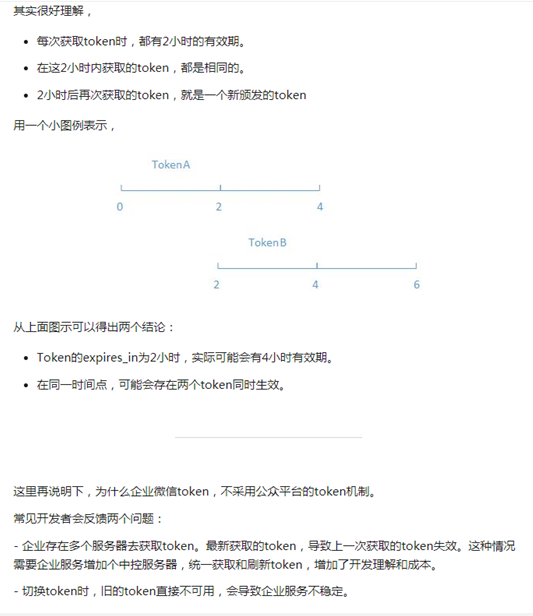 其实很好理解，
• 每次获取token时，都有2小时的有效期。
• 在这2小时内获取的token，都是相同的。
• 2小时后再次获取的token，就是一个新颁发的token
用一个小图例表示，
TokenA
0 2 4
TokenB
2 4 6
从上面图示可以得出两个结论：
• Token的expires_in为2小时，实际可能会有4小时有效期。
• 在同一时间点，可能会存在两个token同时生效。
这里再说明下，为什么企业微信token，不采用公众平台的token机制。
常见开发者会反馈两个问题：
- 企业存在多个服务器去获取token。最新获取的token，导致上一次获取的token失效。这种情况
需要企业服务增加个中控服务器，统一获取和刷新token，增加了开发理解和成本。
- 切换token时，旧的token直接不可用，会导致企业服务不稳定。